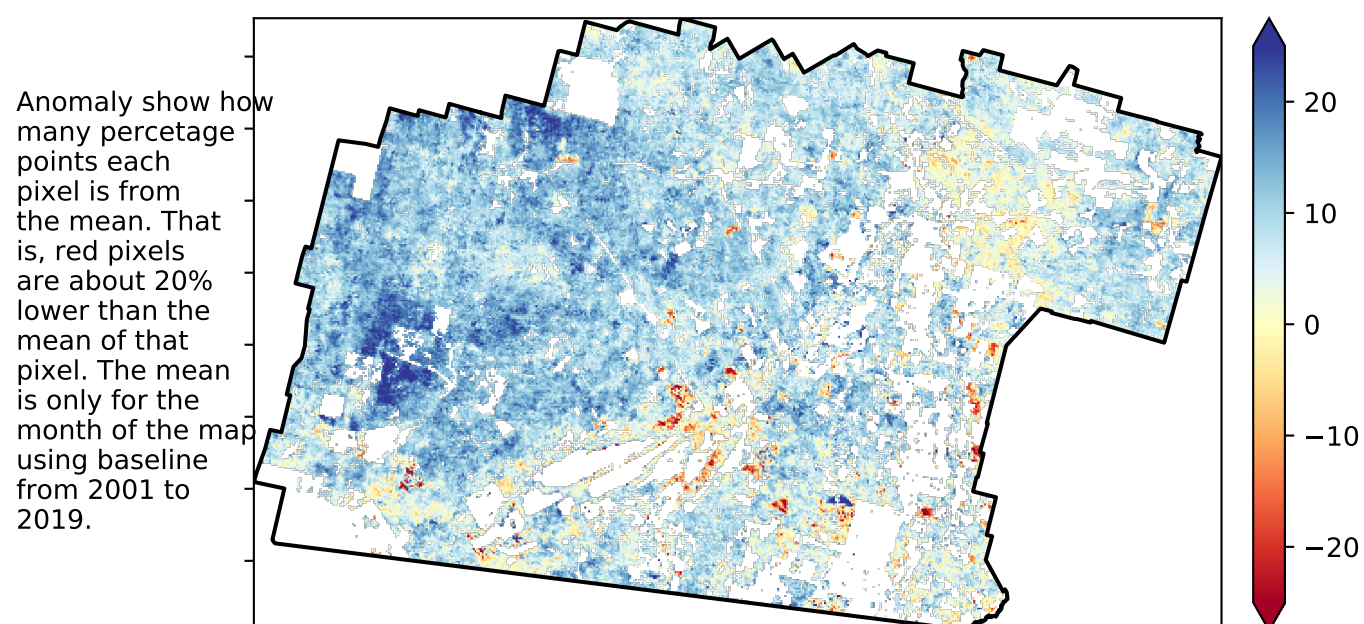 Anomaly show how
many percetage
points each
pixel is from
the mean. That
is, red pixels
are about 20%
lower than the
mean of that
pixel. The mean
is only for the
month of the map
using baseline
from 2001 to
2019.
20
10
0
−10
−20